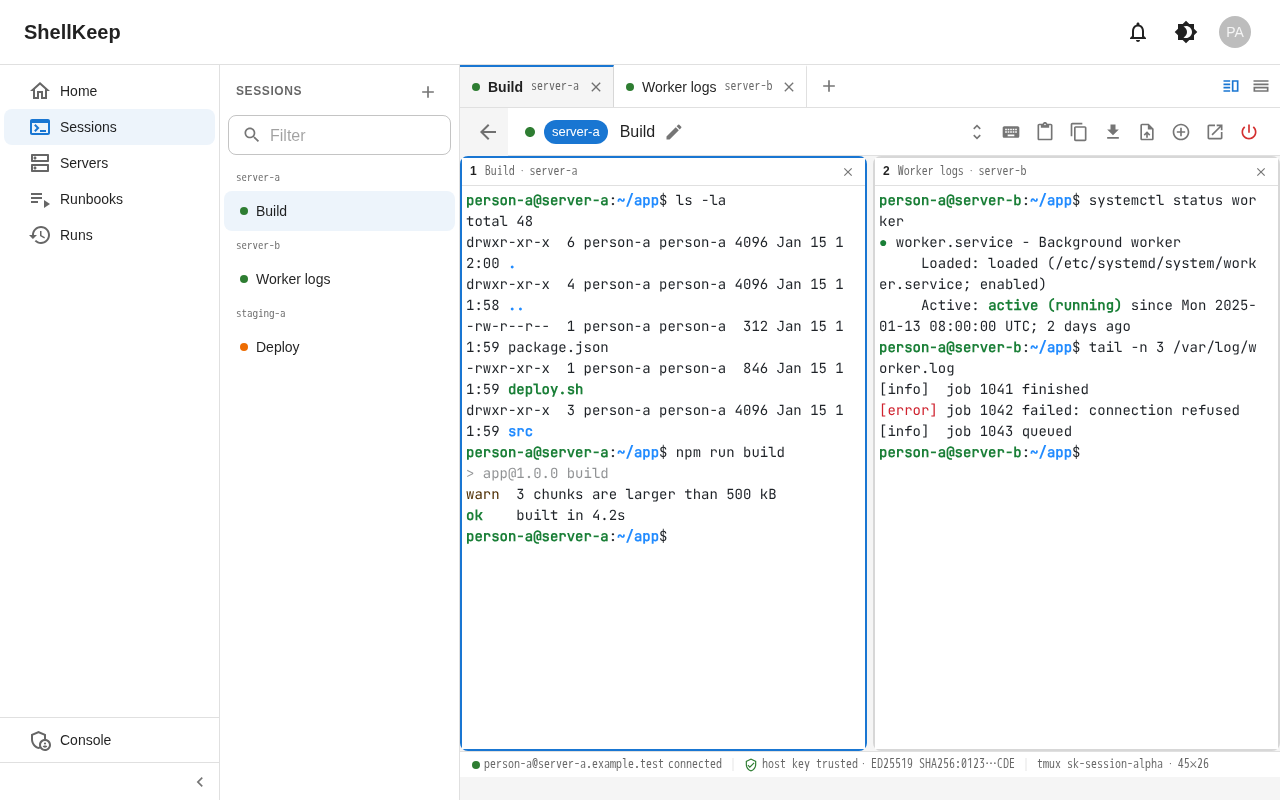 ShellKeep
PA
Home
Sessions
Servers
Runbooks
Runs
Console
SESSIONS
Filter
server-a
Build
server-b
Worker logs
staging-a
Deploy
Build server-a
Worker logs server-b
server-a Build
1 Build · server-a
person-a@server-a:~/app$ ls -la
total 48
drwxr-xr-x  6 person-a person-a 4096 Jan 15 1
2:00 .
drwxr-xr-x  4 person-a person-a 4096 Jan 15 1
1:58 ..
-rw-r--r--  1 person-a person-a  312 Jan 15 1
1:59 package.json
-rwxr-xr-x  1 person-a person-a  846 Jan 15 1
1:59 deploy.sh
drwxr-xr-x  3 person-a person-a 4096 Jan 15 1
1:59 src
person-a@server-a:~/app$ npm run build
> app@1.0.0 build
warn  3 chunks are larger than 500 kB
ok    built in 4.2s
person-a@server-a:~/app$
2 Worker logs · server-b
person-a@server-b:~/app$ systemctl status wor
ker
● worker.service - Background worker
     Loaded: loaded (/etc/systemd/system/work
er.service; enabled)
     Active: active (running) since Mon 2025-
01-13 08:00:00 UTC; 2 days ago
person-a@server-b:~/app$ tail -n 3 /var/log/w
orker.log
[info]  job 1041 finished
[error] job 1042 failed: connection refused
[info]  job 1043 queued
person-a@server-b:~/app$
person-a@server-a.example.test connected
host key trusted · ED25519 SHA256:0123⋯CDE
tmux sk-session-alpha · 45×26